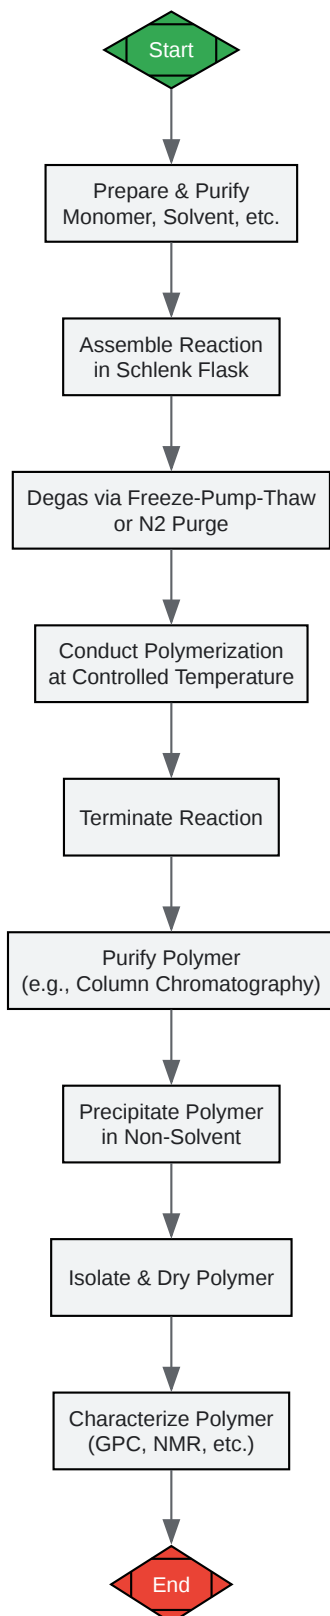 Start
Prepare & Purify
Monomer, Solvent, etc.
Assemble Reaction
in Schlenk Flask
Degas via Freeze-Pump-Thaw
or N2 Purge
Conduct Polymerization
at Controlled Temperature
Terminate Reaction
Purify Polymer
(e.g., Column Chromatography)
Precipitate Polymer
in Non-Solvent
Isolate & Dry Polymer
Characterize Polymer
(GPC, NMR, etc.)
End